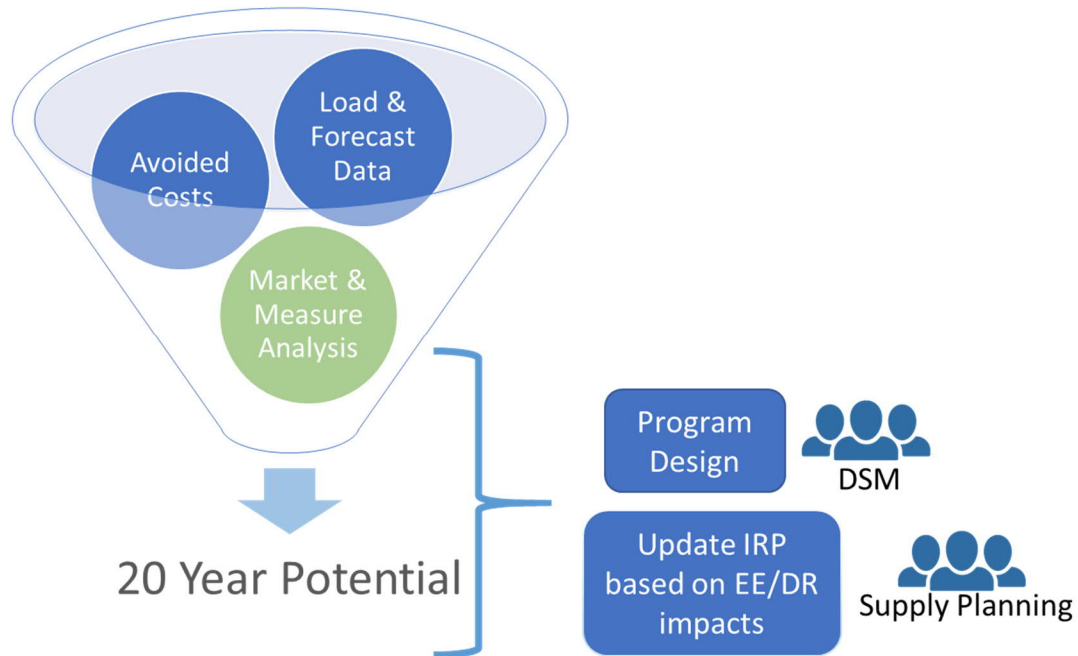 Load &
Forecast
Data
Avoided
Costs
Market &
Measure
Analysis
20 Year Potential
Program
Design
DSM
Update IRP
based on EE/DR
impacts
Supply Planning